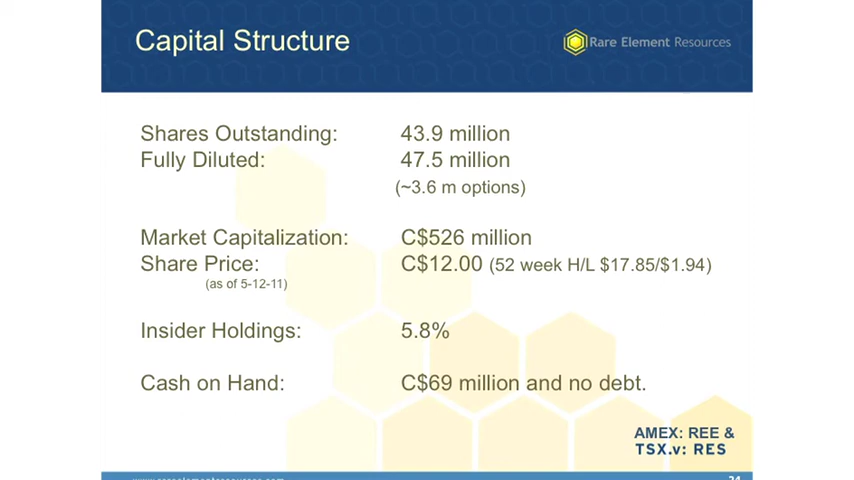 Capital Structure
Rare Element Resources
Shares Outstanding: 43.9 million
Fully Diluted: 47.5 million
(~3.6 m options)
Market Capitalization: C$526 million
Share Price: C$12.00 (52 week H/L $17.85/$1.94)
(as of 5-12-11)
Insider Holdings: 5.8%
Cash on Hand: C$69 million and no debt.
AMEX: REE &
TSX.v: RES